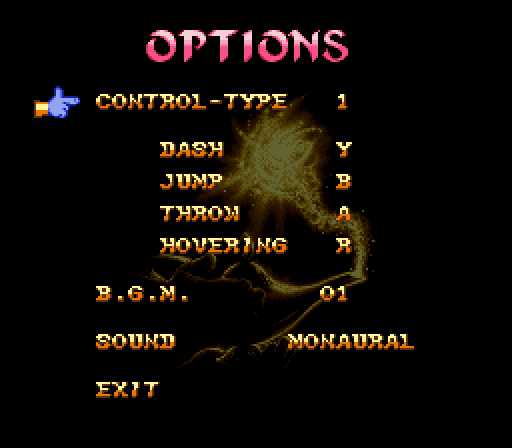 OPTIONS
CONTROL-TYPE 1
DASH Y
JUMP B
THROW A
HOVERING R
B.G.M. 01
SOUND MONAURAL
EXIT